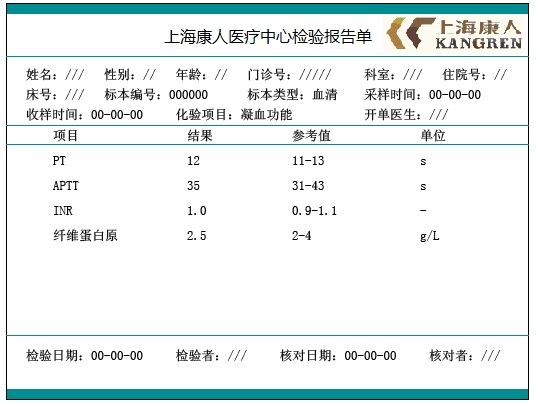 上海康人医疗中心检验报告单 上海康人
KANGREN
姓名: /// 性别: // 年龄: // 门诊号: ///// 科室: /// 住院号: //
床号: /// 标本编号: 000000 标本类型: 血清 采样时间: 00-00-00
收样时间: 00-00-00 化验项目: 凝血功能 开单医生: ///
项目 结果 参考值 单位
PT 12 11-13 s
APTT 35 31-43 s
INR 1.0 0.9-1.1 -
纤维蛋白原 2.5 2-4 g/L
检验日期: 00-00-00 检验者: /// 核对日期: 00-00-00 核对者: ///